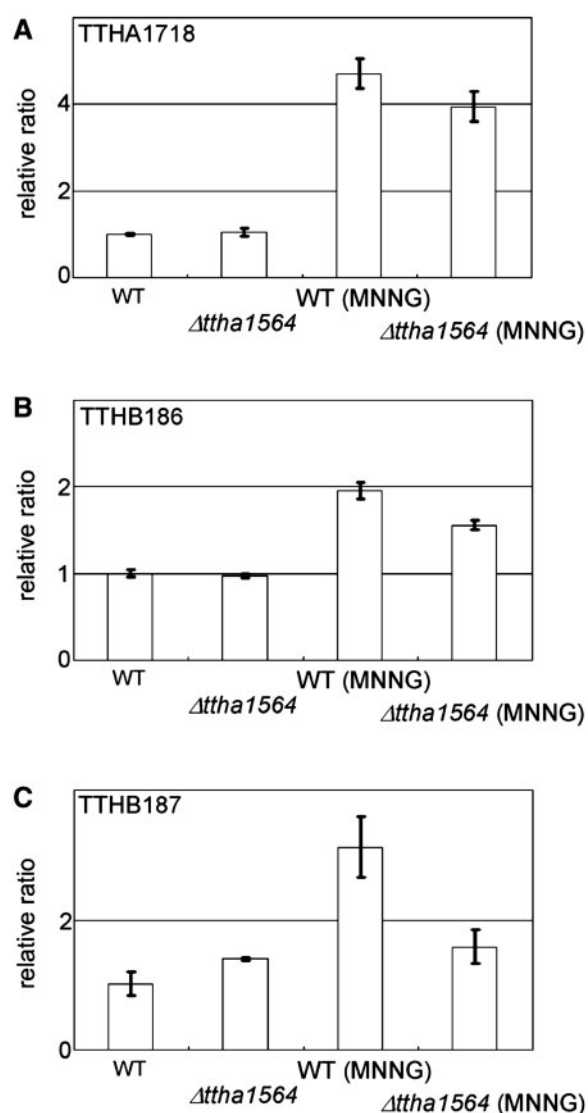 A
TTHA1718
relative ratio
4
2
0
WT
WT (MNNG)
Δttha1564
Δttha1564 (MNNG)
B
TTHB186
relative ratio
2
1
0
WT
WT (MNNG)
Δttha1564
Δttha1564 (MNNG)
C
TTHB187
relative ratio
2
0
WT
WT (MNNG)
Δttha1564
Δttha1564 (MNNG)